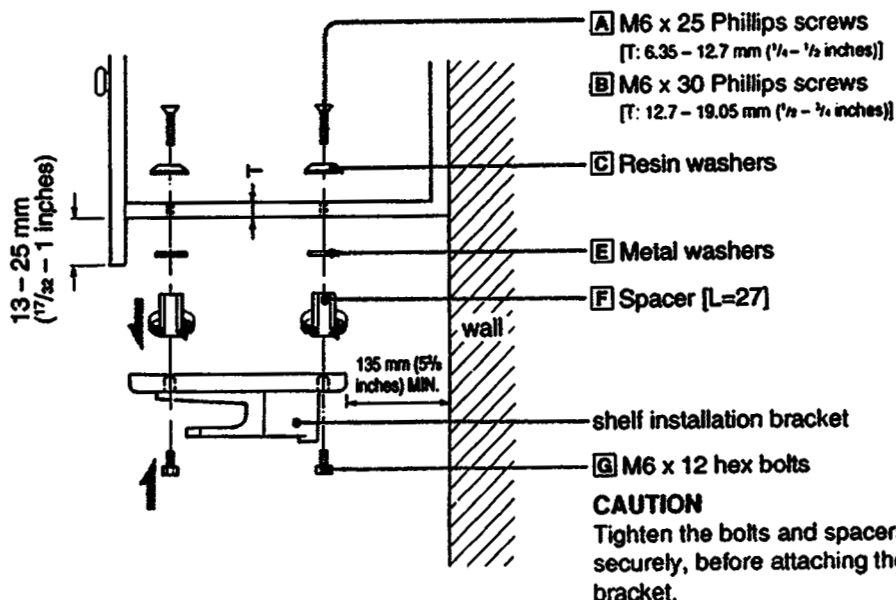 A M6 x 25 Phillips screws
[T: 6.35 – 12.7 mm (1/4 – 1/2 inches)]
B M6 x 30 Phillips screws
[T: 12.7 – 19.05 mm (1/2 – 3/4 inches)]
C Resin washers
T
13 – 25 mm
(17/32 – 1 inches)
E Metal washers
F Spacer [L=27]
wall
135 mm (5 3/8
inches) MIN.
shelf installation bracket
G M6 x 12 hex bolts
CAUTION
Tighten the bolts and spacer
securely, before attaching the
bracket.